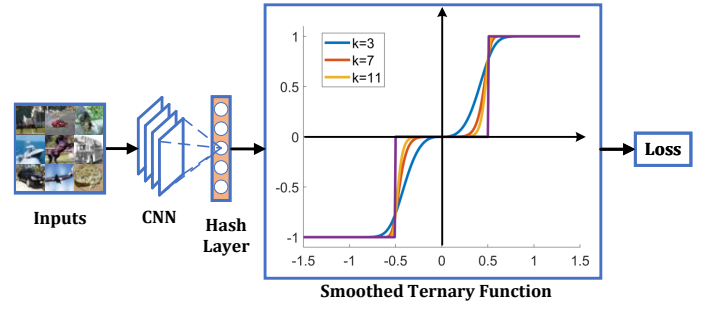 k=3
k=7
k=11
1
0.5
0
-0.5
-1
-1.5
-1
-0.5
0
0.5
1
1.5
Inputs
CNN
Hash
Layer
Loss
Smoothed Ternary Function